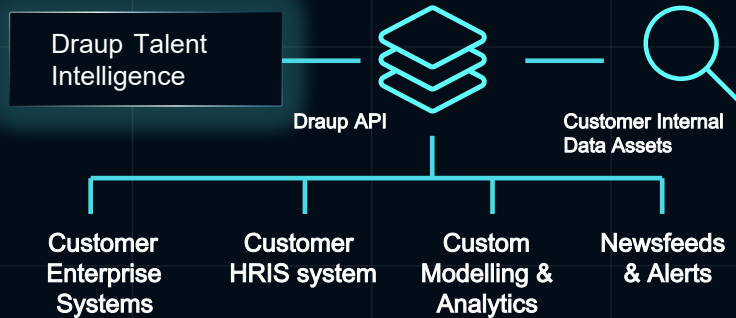 Draup Talent
Intelligence
Draup API
Customer Internal
Data Assets
Customer
Enterprise
Systems
Customer
HRIS system
Custom
Modelling &
Analytics
Newsfeeds
& Alerts